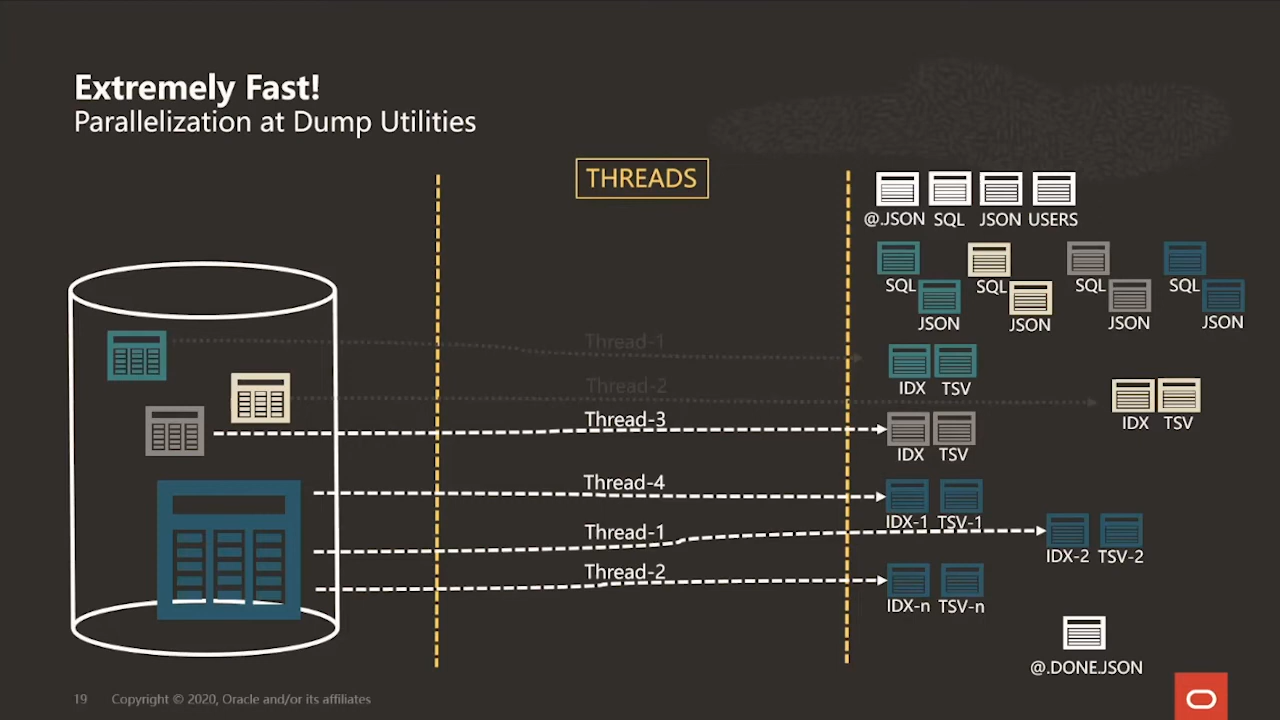 Extremely Fast!
Parallelization at Dump Utilities
THREADS
@.JSON SQL JSON USERS
SQL SQL SQL SQL
JSON JSON JSON JSON
Thread-1
IDX TSV
Thread-2
IDX TSV
Thread-3
IDX TSV
Thread-4
IDX-1 TSV-1
Thread-1
IDX-2 TSV-2
Thread-2
IDX-n TSV-n
@.DONE.JSON
19 Copyright © 2020, Oracle and/or its affiliates